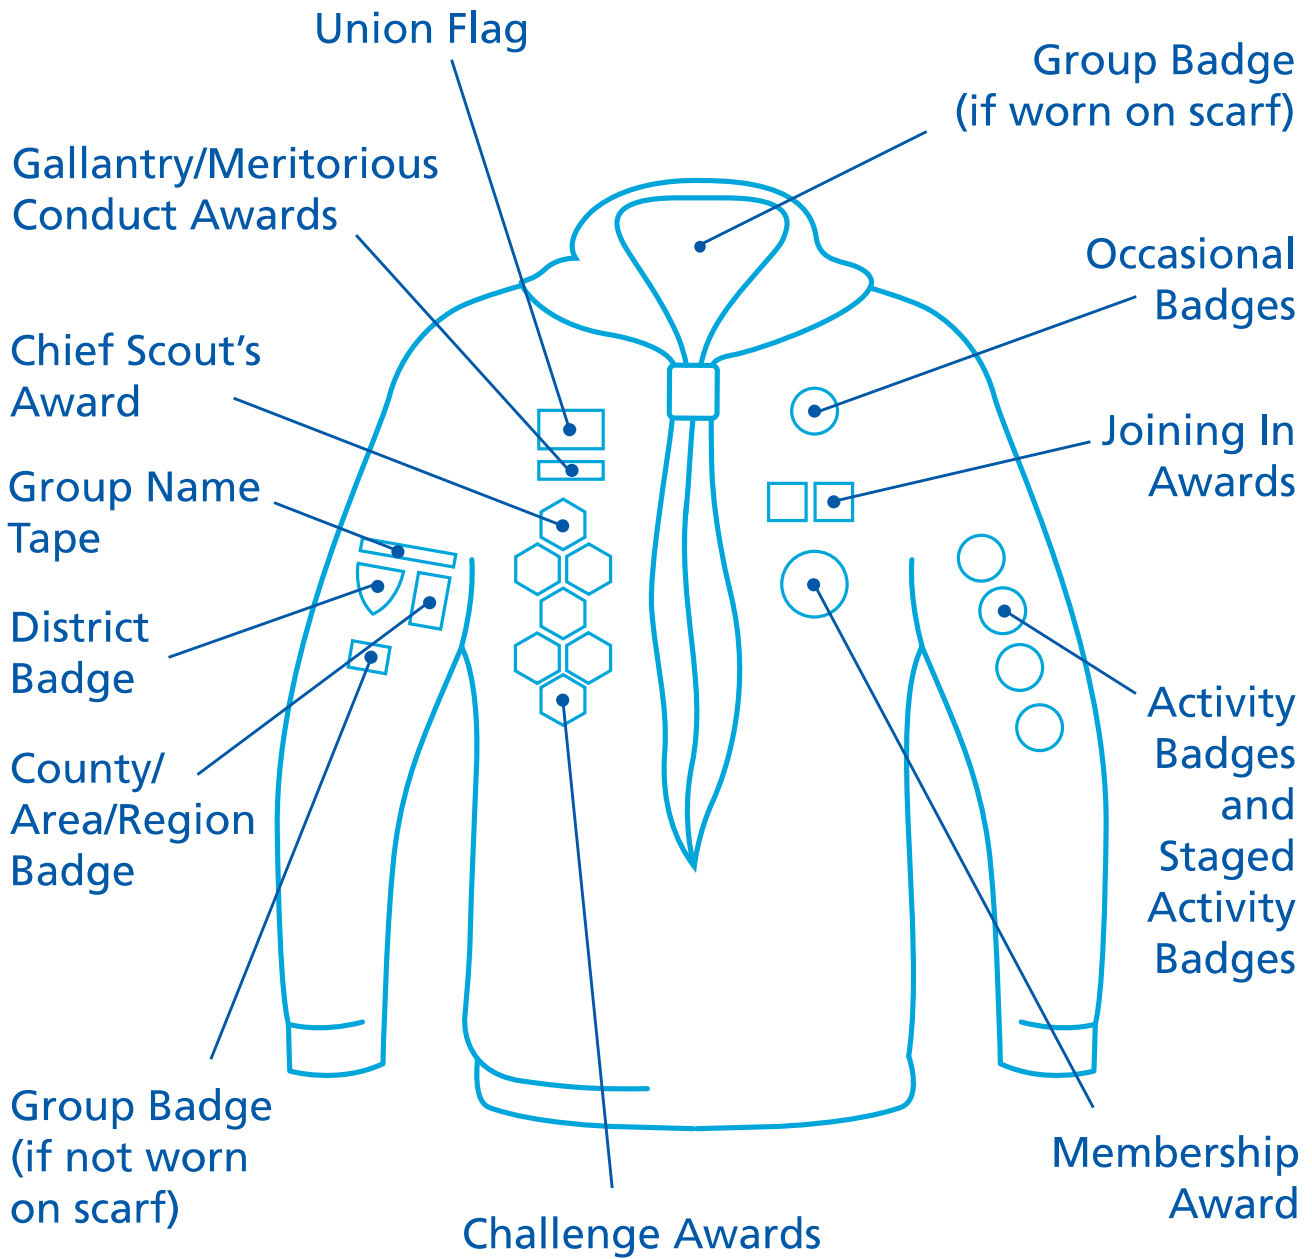 Union Flag
Group Badge
(if worn on scarf)
Gallantry/Meritorious
Conduct Awards
Occasional
Badges
Chief Scout's
Award
Joining In
Awards
Group Name
Tape
District
Badge
Activity
Badges
and
Staged
Activity
Badges
County/
Area/Region
Badge
Group Badge
(if not worn
on scarf)
Membership
Award
Challenge Awards